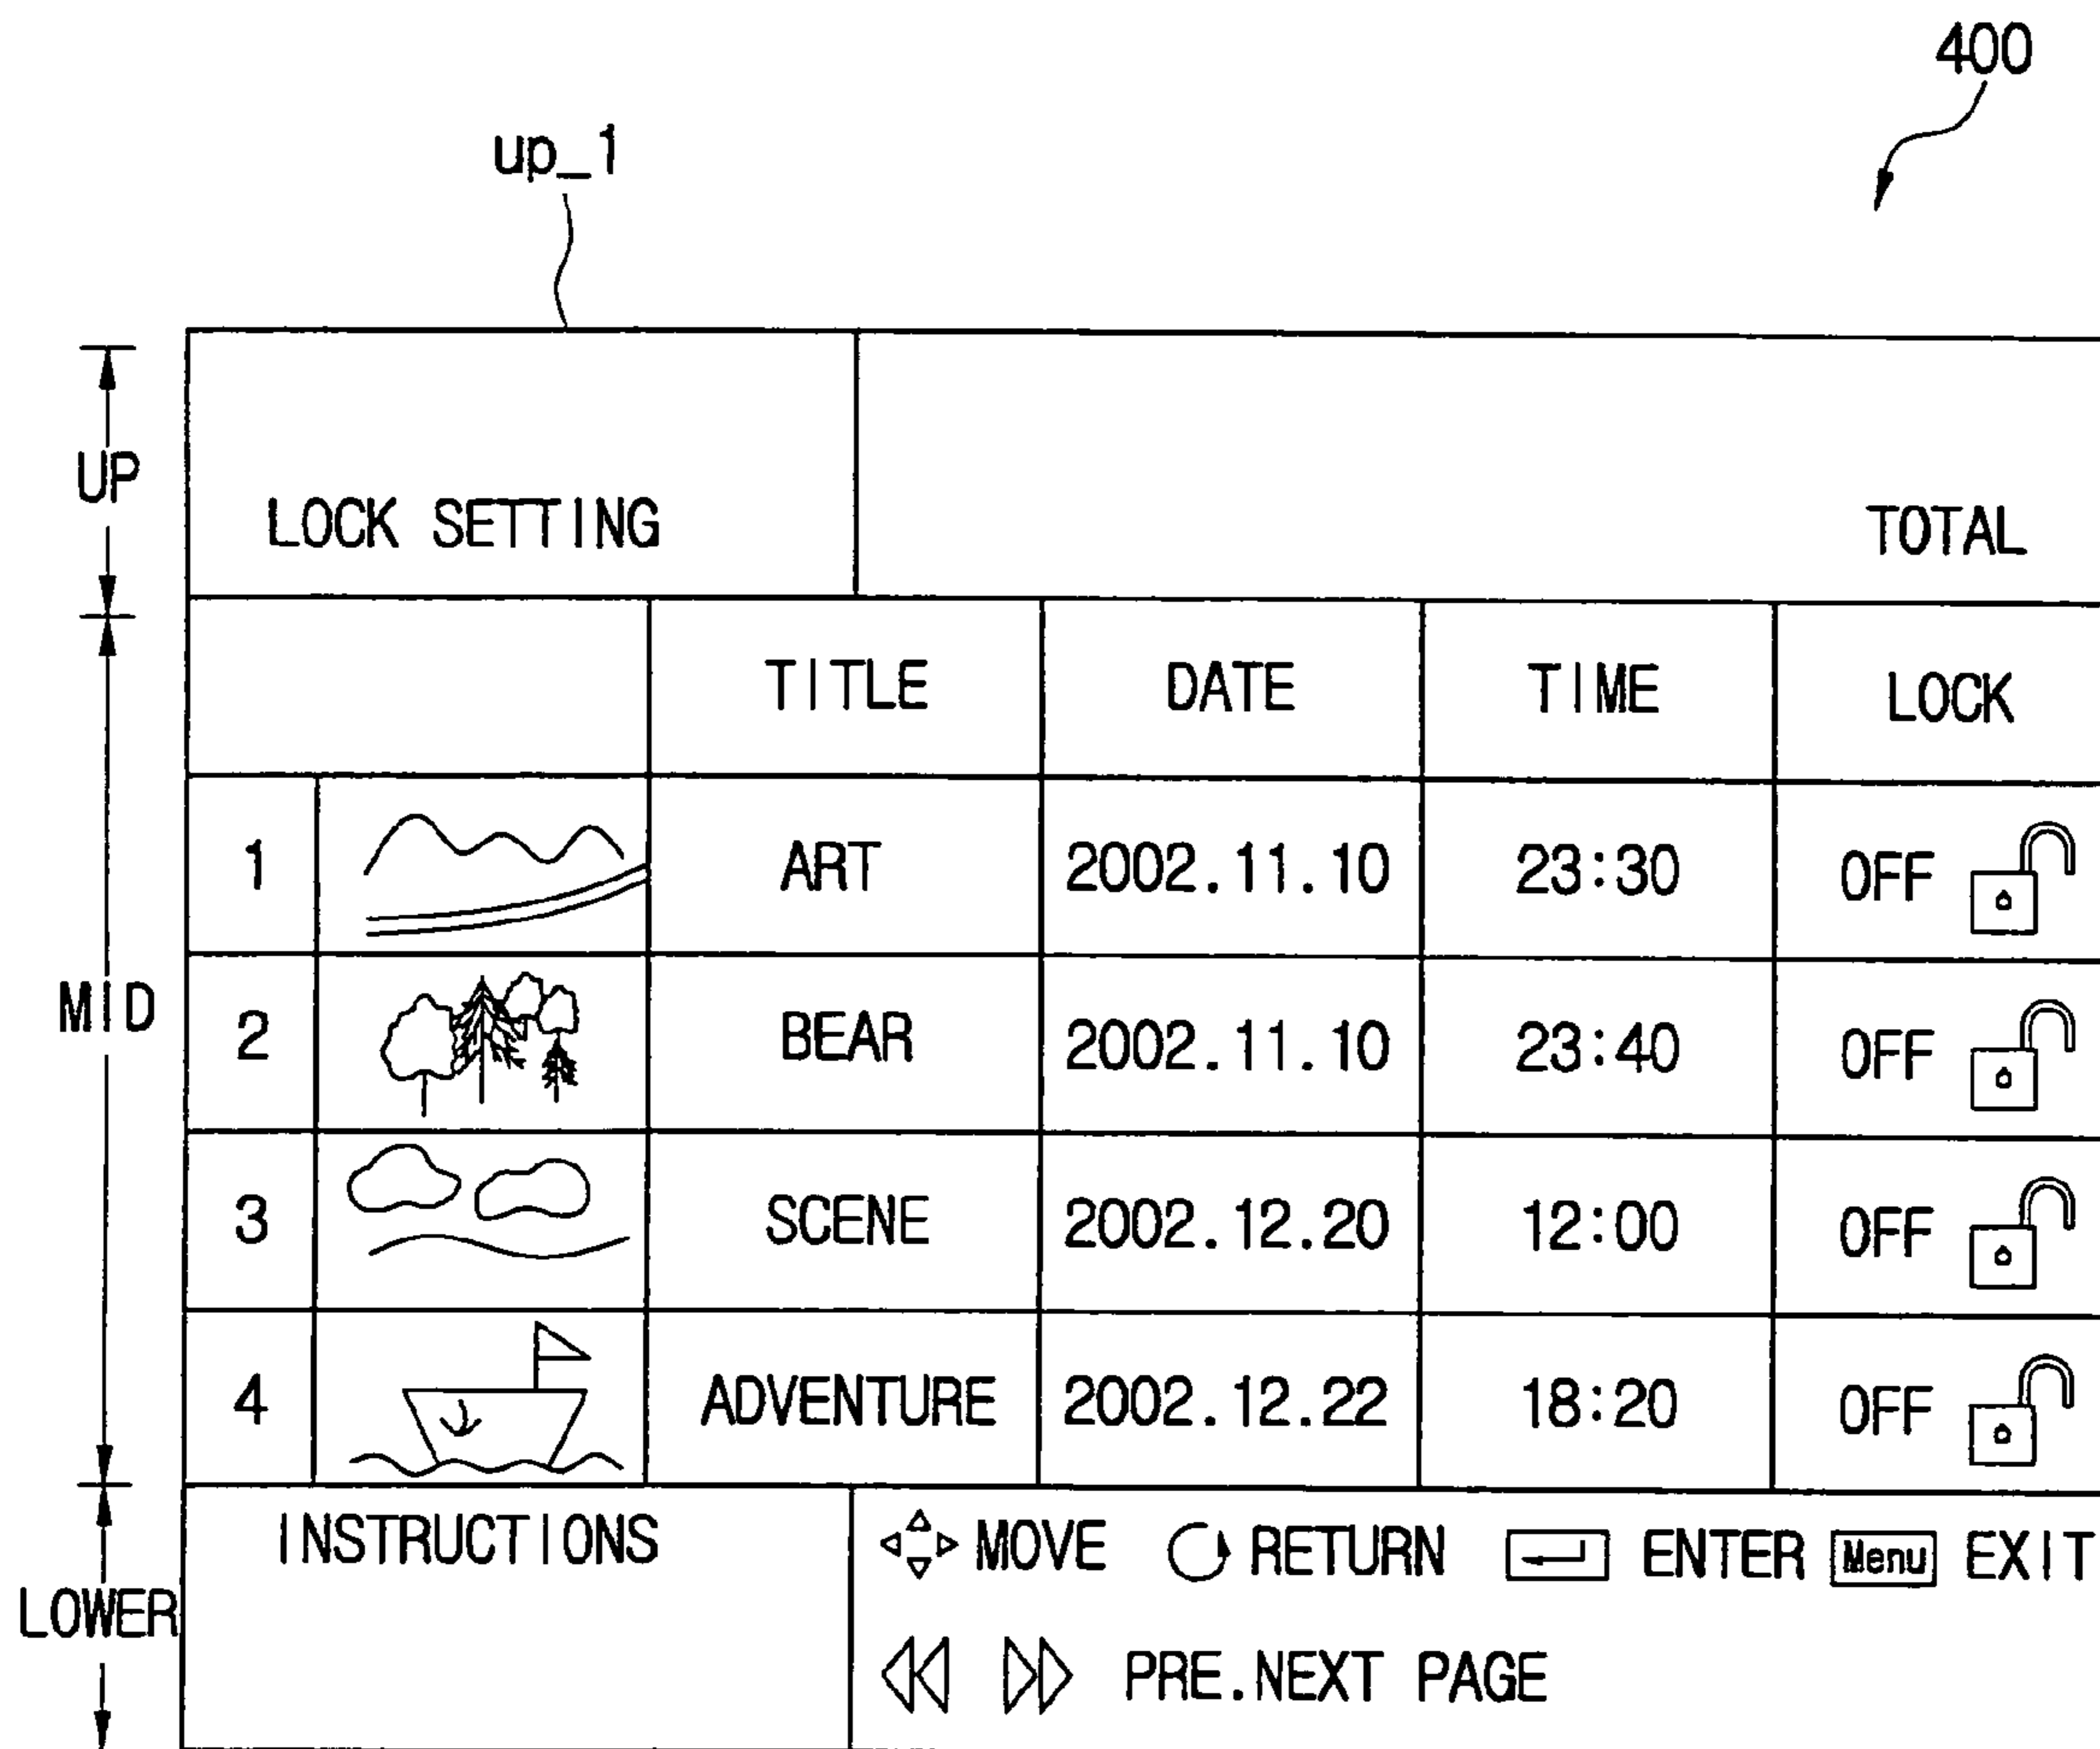 400
up_1
UP
LOCK SETTING
TOTAL
TITLE DATE TIME LOCK
1 ART 2002.11.10 23:30 OFF
MID
2 BEAR 2002.11.10 23:40 OFF
3 SCENE 2002.12.20 12:00 OFF
4 ADVENTURE 2002.12.22 18:20 OFF
LOWER
INSTRUCTIONS
MOVE RETURN ENTER Menu EXIT
PRE.NEXT PAGE